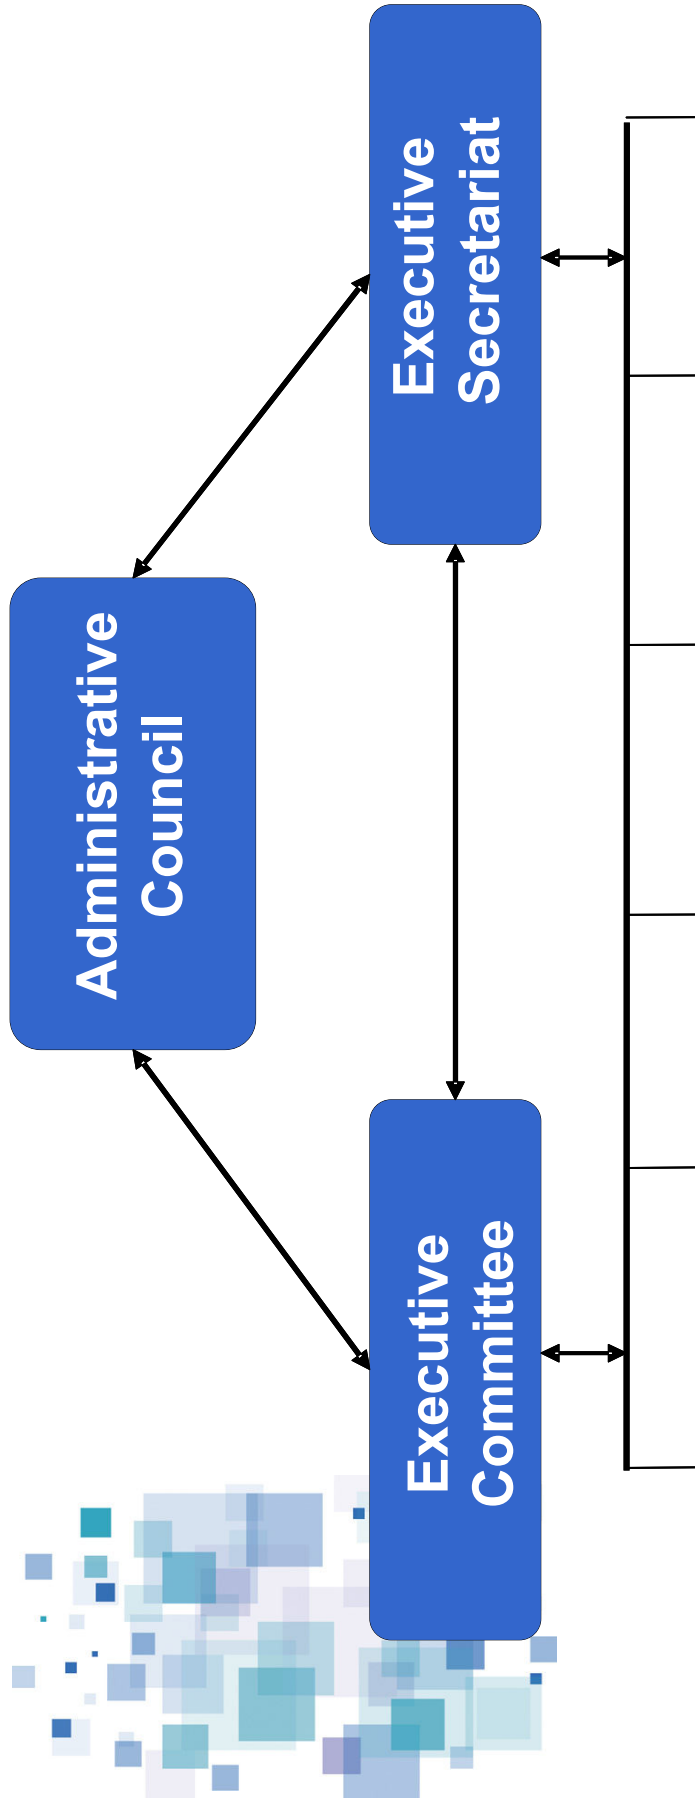 Administrative
Council
Executive
Committee
Executive
Secretariat